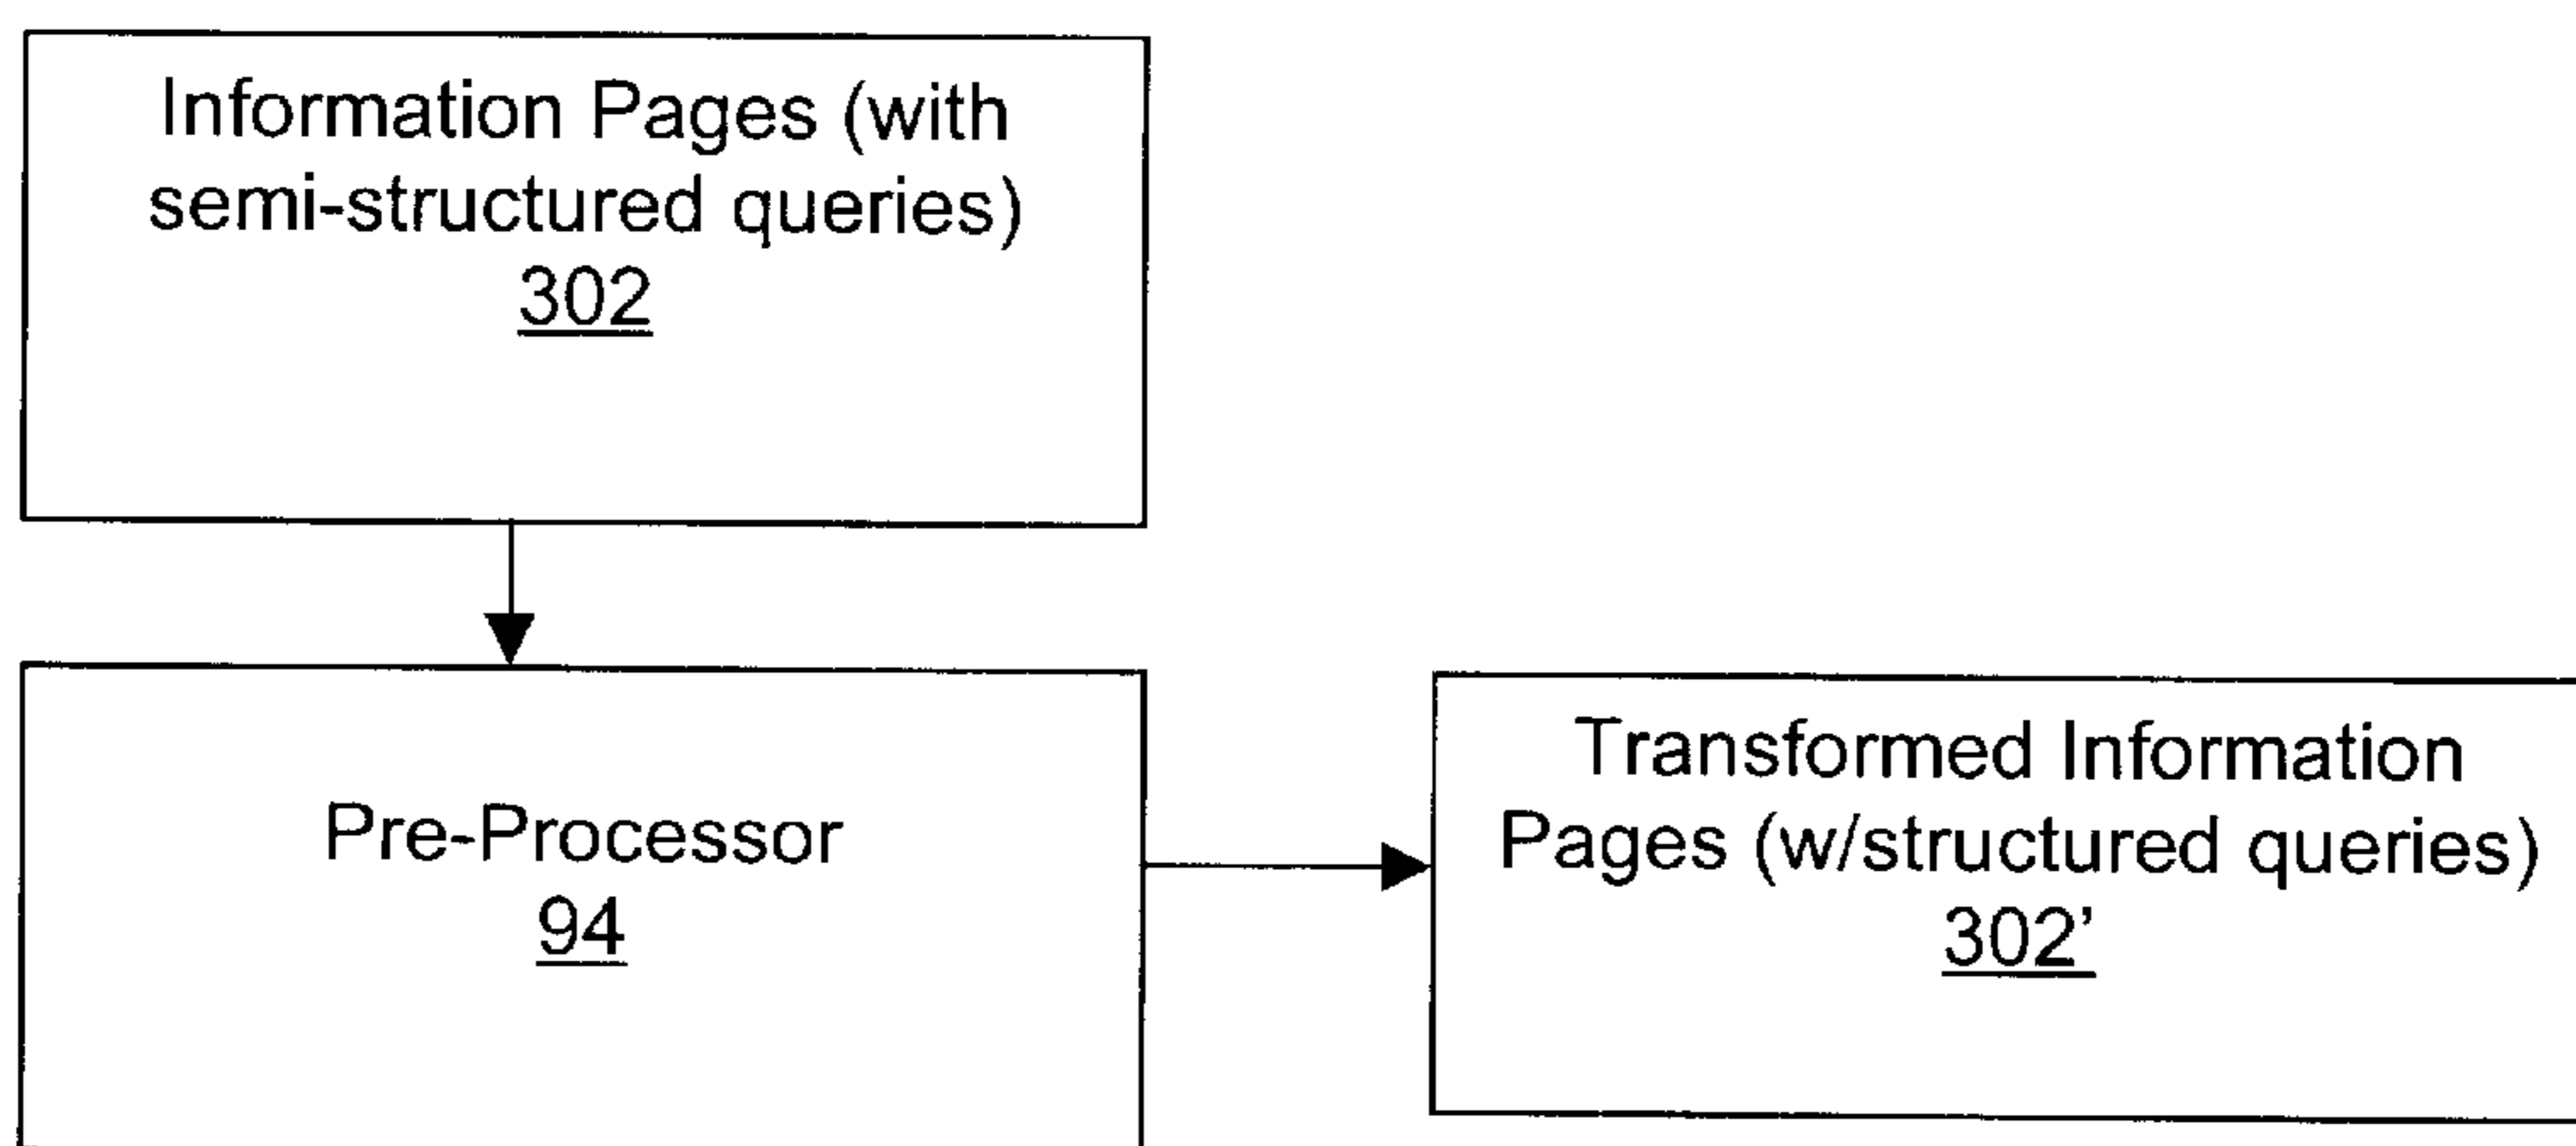 Information Pages (with
semi-structured queries)
302
Pre-Processor
94
Transformed Information
Pages (w/structured queries)
302’